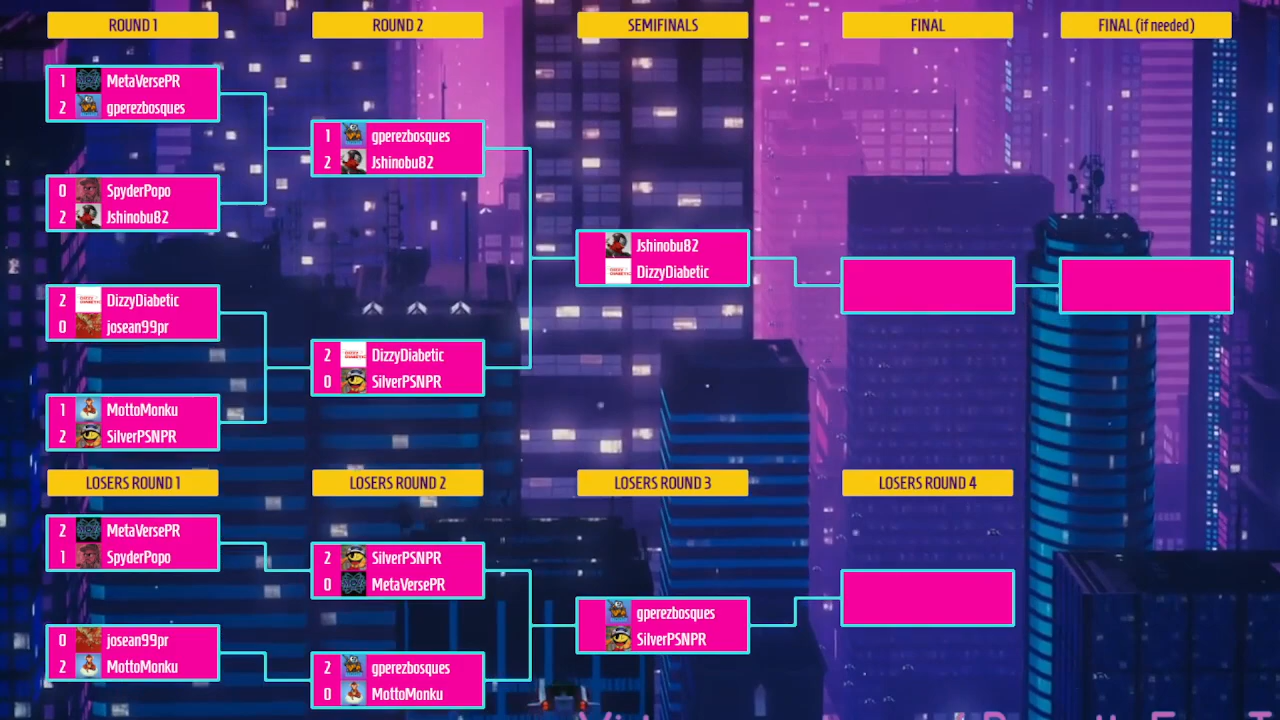 ROUND 1
ROUND 2
SEMIFINALS
FINAL
FINAL (if needed)
1 MetaVersePR
2 gperezbosques
0 SpyderPopo
2 Jshinobu82
2 DizzyDiabetic
0 josean99pr
1 MottoMonku
2 SilverPSNPR
1 gperezbosques
2 Jshinobu82
2 DizzyDiabetic
0 SilverPSNPR
Jshinobu82
DizzyDiabetic
LOSERS ROUND 1
LOSERS ROUND 2
LOSERS ROUND 3
LOSERS ROUND 4
2 MetaVersePR
1 SpyderPopo
0 josean99pr
2 MottoMonku
2 SilverPSNPR
0 MetaVersePR
2 gperezbosques
0 MottoMonku
gperezbosques
SilverPSNPR